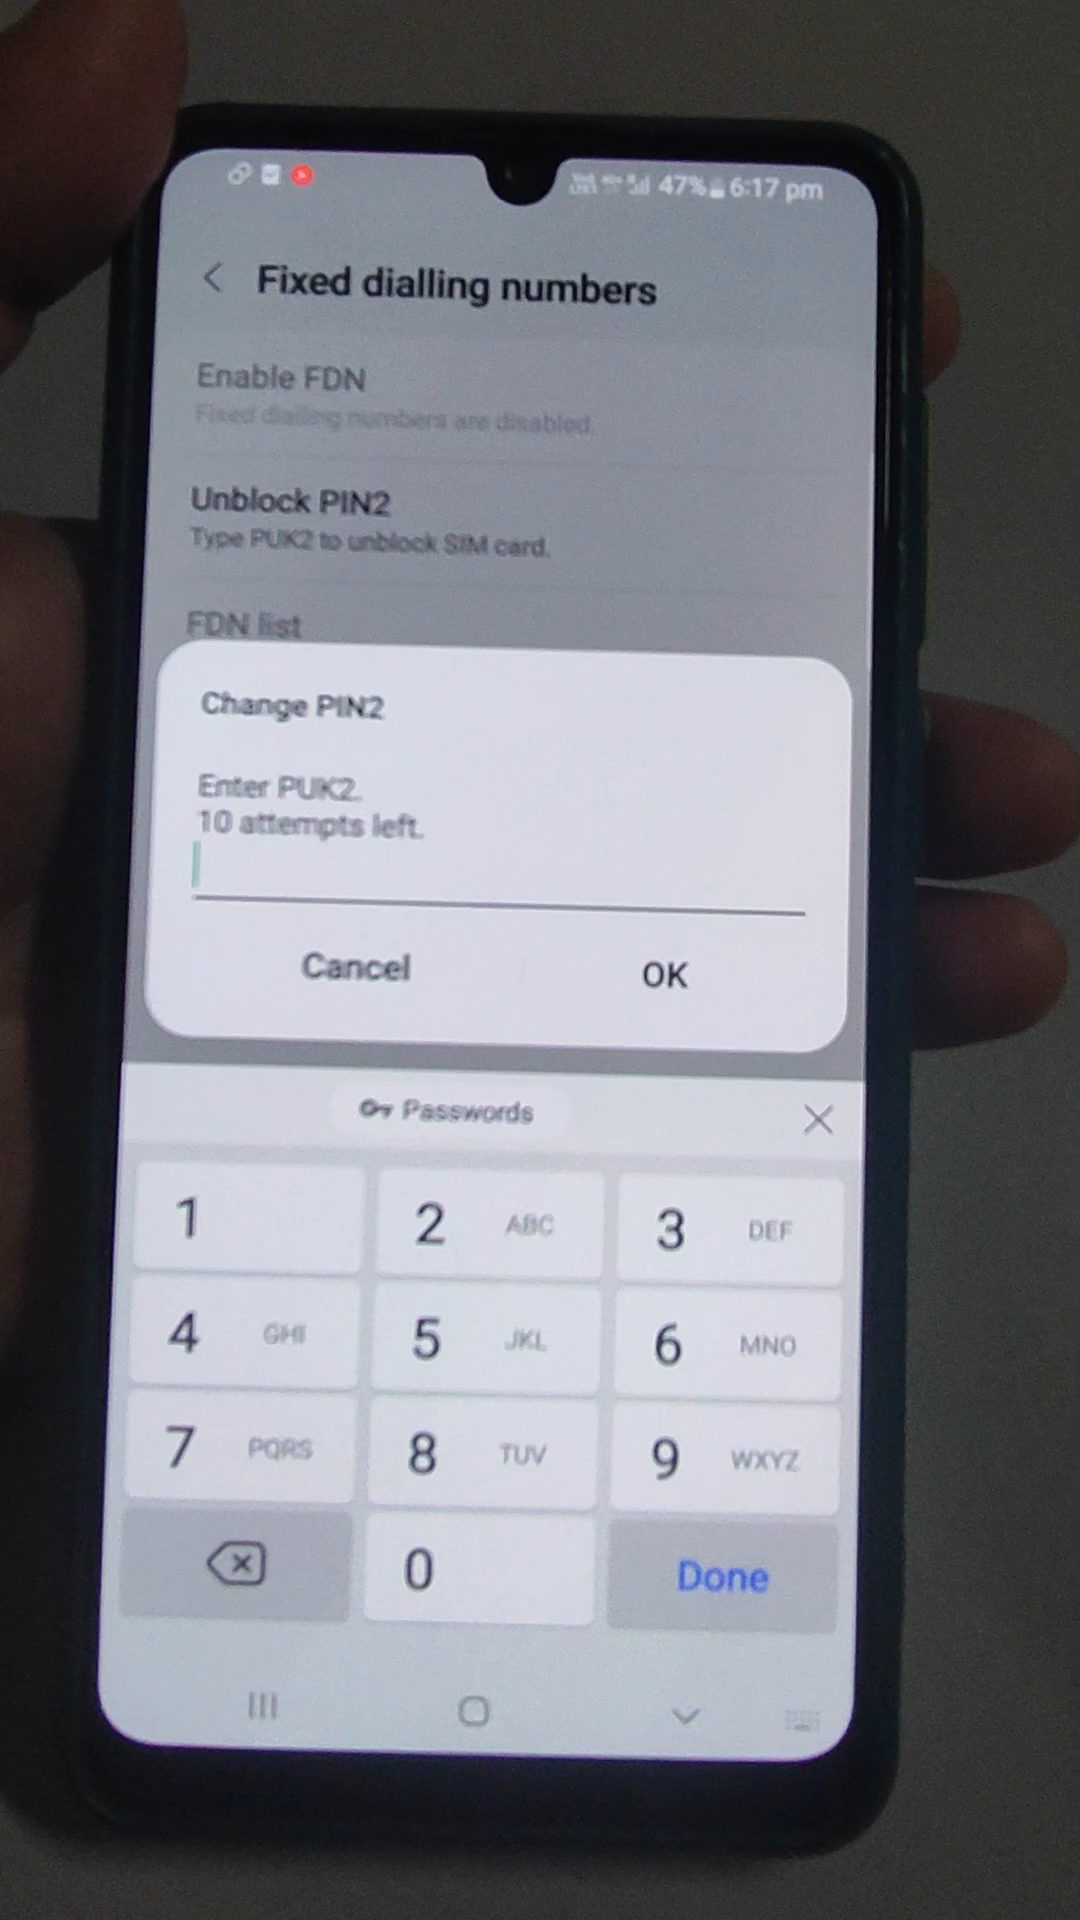 47% 6:17 pm
Fixed dialling numbers
Enable FDN
Fixed dialling numbers are disabled.
Unblock PIN2
Type PUK2 to unblock SIM card.
FDN list
Change PIN2
Enter PUK2.
10 attempts left.
Cancel OK
Passwords
1 2 ABC 3 DEF
4 GHI 5 JKL 6 MNO
7 PQRS 8 TUV 9 WXYZ
0 Done